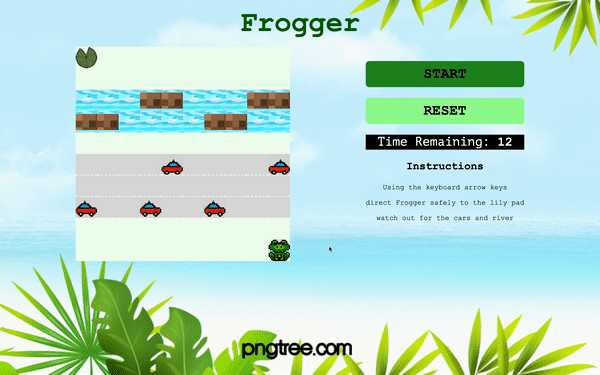 Frogger
START
RESET
Time Remaining: 12
Instructions
Using the keyboard arrow keys
direct Frogger safely to the lily pad
watch out for the cars and river
pngtree.com